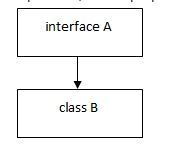 interface A
class B